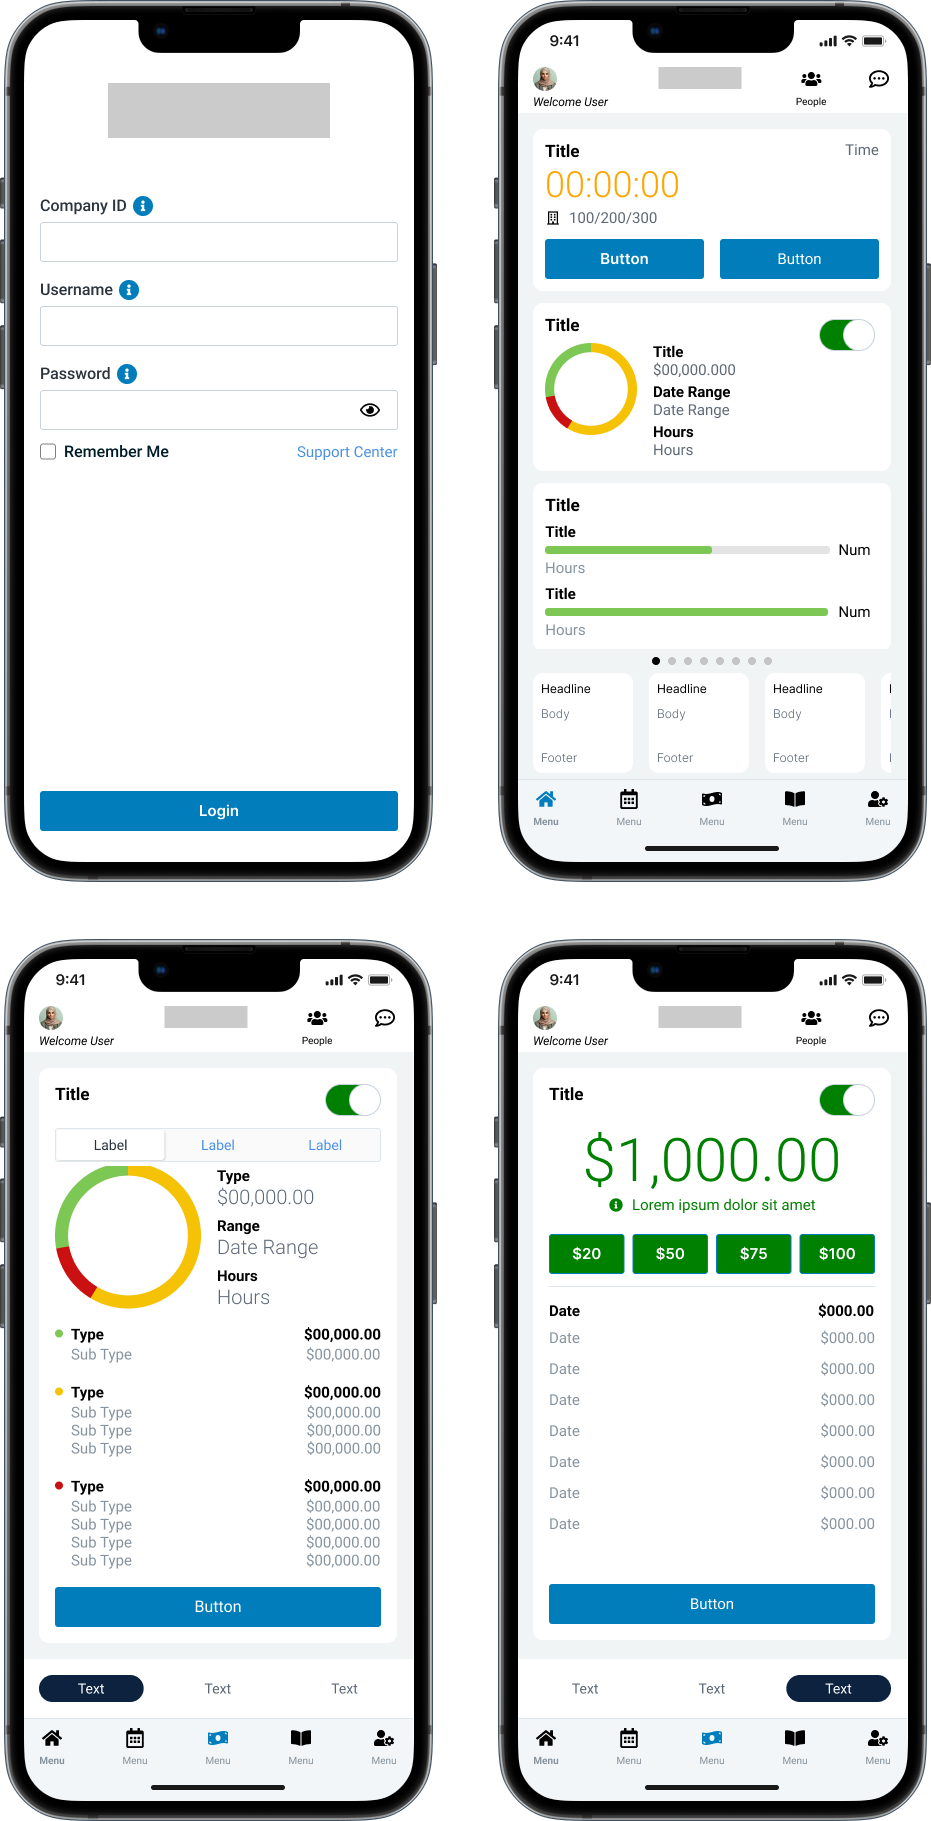 Company ID
Username
Password
Remember Me Support Center
Login
9:41
Welcome User People
Title Time
00:00:00
100/200/300
Button Button
Title
Title
$00,000.000
Date Range
Date Range
Hours
Hours
Title
Title
Num
Hours
Title
Num
Hours
Headline Headline Headline
Body Body Body
Footer Footer Footer
Menu Menu Menu Menu Menu
9:41
Welcome User People
Title
Label Label Label
Type
$00,000.00
Range
Date Range
Hours
Hours
Type $00,000.00
Sub Type $00,000.00
Type $00,000.00
Sub Type $00,000.00
Sub Type $00,000.00
Sub Type $00,000.00
Type $00,000.00
Sub Type $00,000.00
Sub Type $00,000.00
Sub Type $00,000.00
Sub Type $00,000.00
Button
Text Text Text
Menu Menu Menu Menu Menu
9:41
Welcome User People
Title
$1,000.00
Lorem ipsum dolor sit amet
$20 $50 $75 $100
Date $000.00
Date $000.00
Date $000.00
Date $000.00
Date $000.00
Date $000.00
Date $000.00
Date $000.00
Button
Text Text Text
Menu Menu Menu Menu Menu